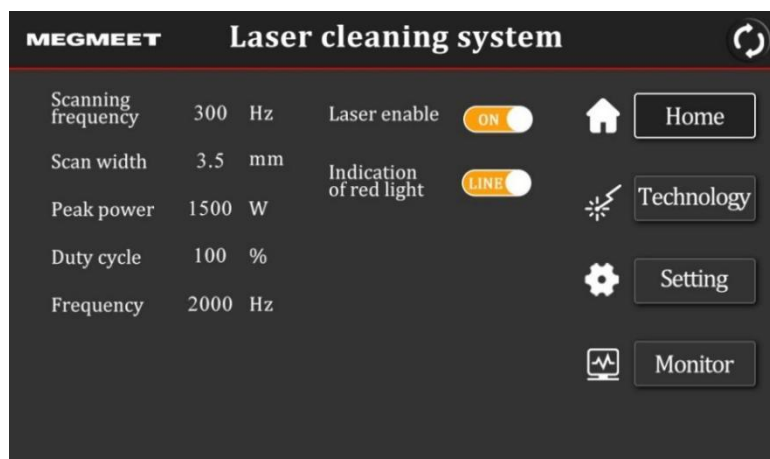 MEGMEET Laser cleaning system
Scanning
frequency 300 Hz
Scan width 3.5 mm
Peak power 1500 W
Duty cycle 100 %
Frequency 2000 Hz
Laser enable ON
Indication
of red light LINE
Home
Technology
Setting
Monitor